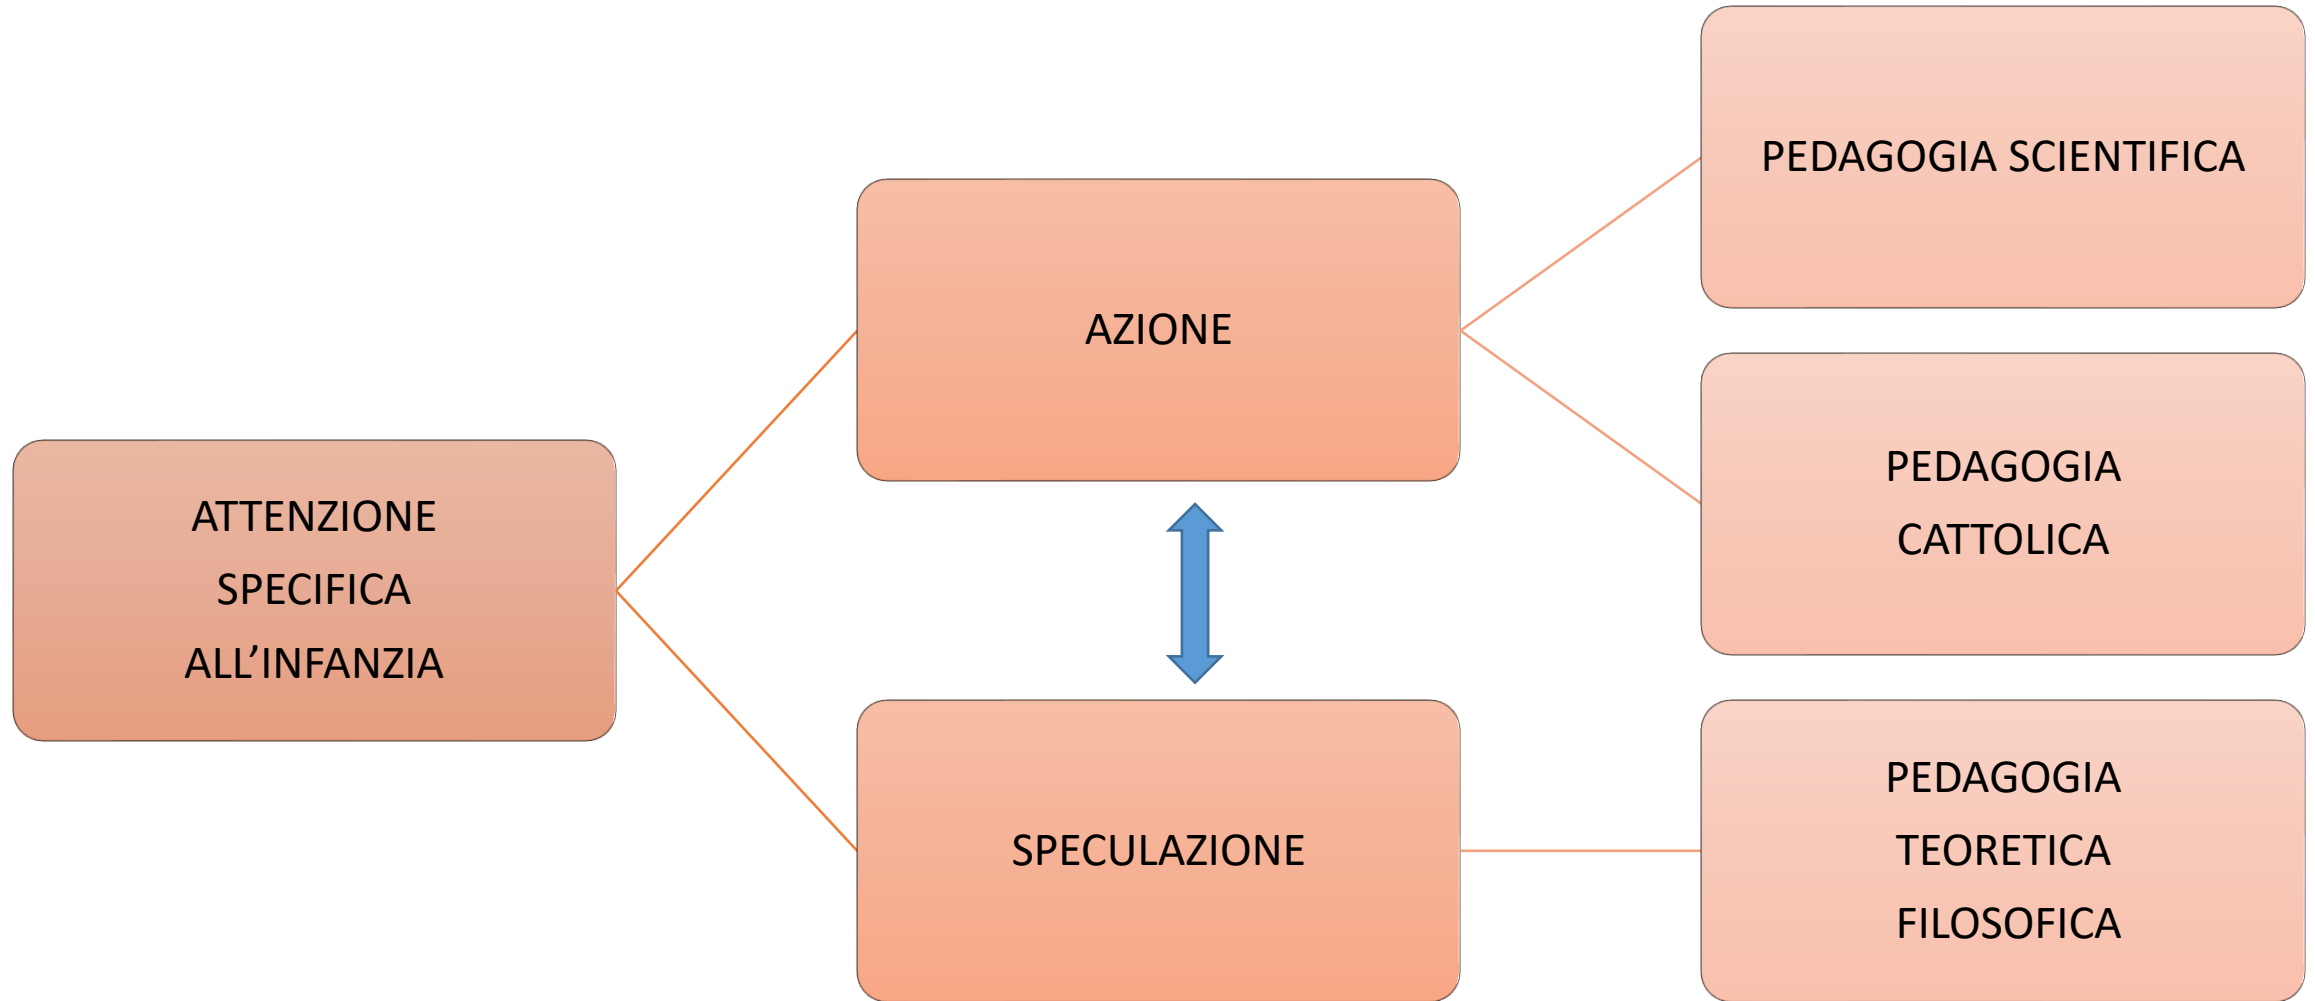 ATTENZIONE
SPECIFICA
ALL’INFANZIA
AZIONE
SPECULAZIONE
PEDAGOGIA SCIENTIFICA
PEDAGOGIA
CATTOLICA
PEDAGOGIA
TEORETICA
FILOSOFICA